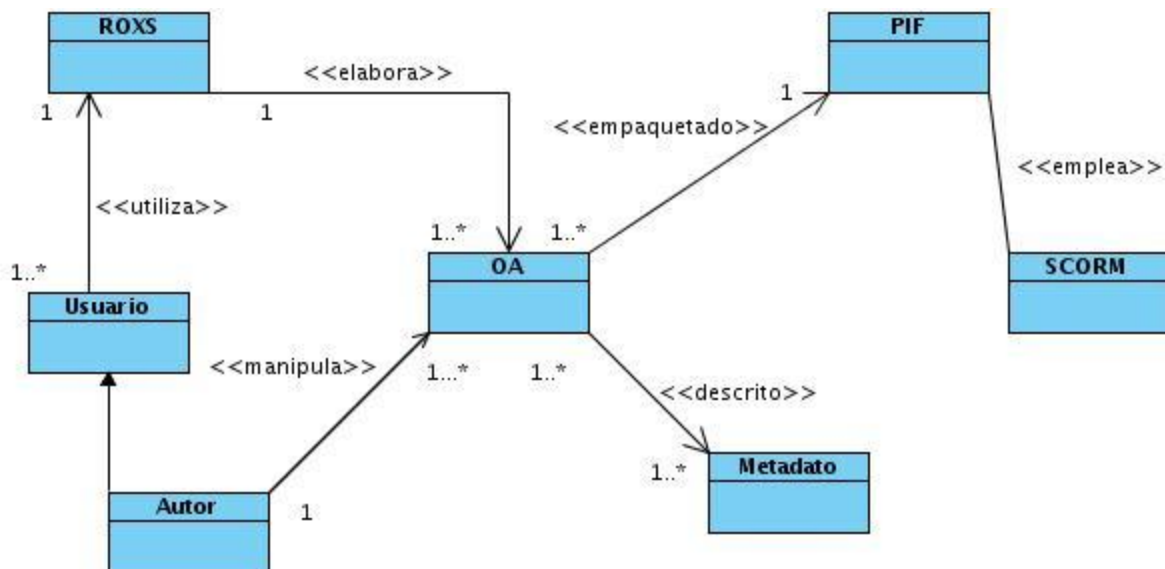 ROXS
PIF
<<elabora>>
1
1
1
<<empaquetado>>
<<emplea>>
<<utiliza>>
1..*
1..*
1..*
OA
SCORM
Usuario
<<manipula>>
1...*
1..*
<<descrito>>
1..*
Metadato
Autor
1